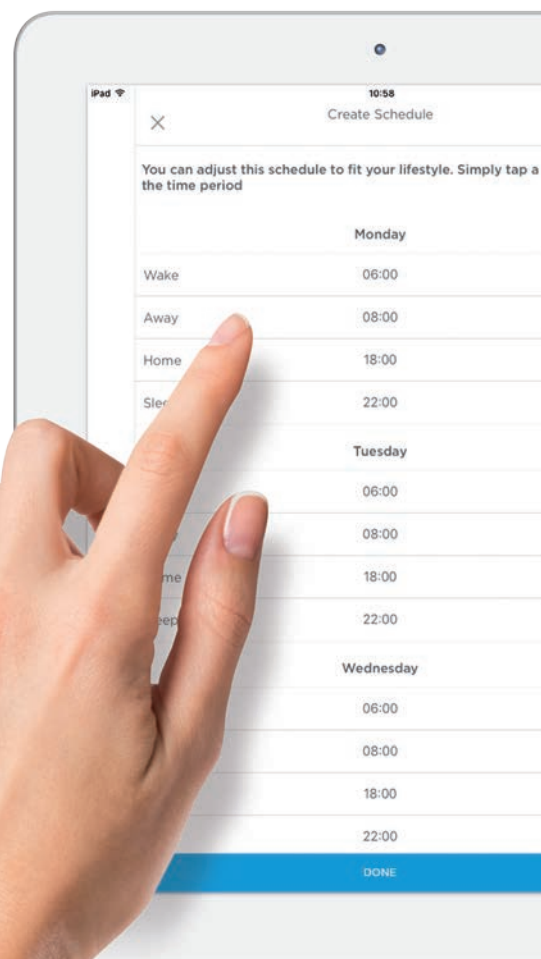 iPad 10:58
Create Schedule
You can adjust this schedule to fit your lifestyle. Simply tap a
the time period
Monday
Wake 06:00
Away 08:00
Home 18:00
22:00
Tuesday
06:00
08:00
18:00
22:00
Wednesday
06:00
08:00
18:00
22:00
DONE